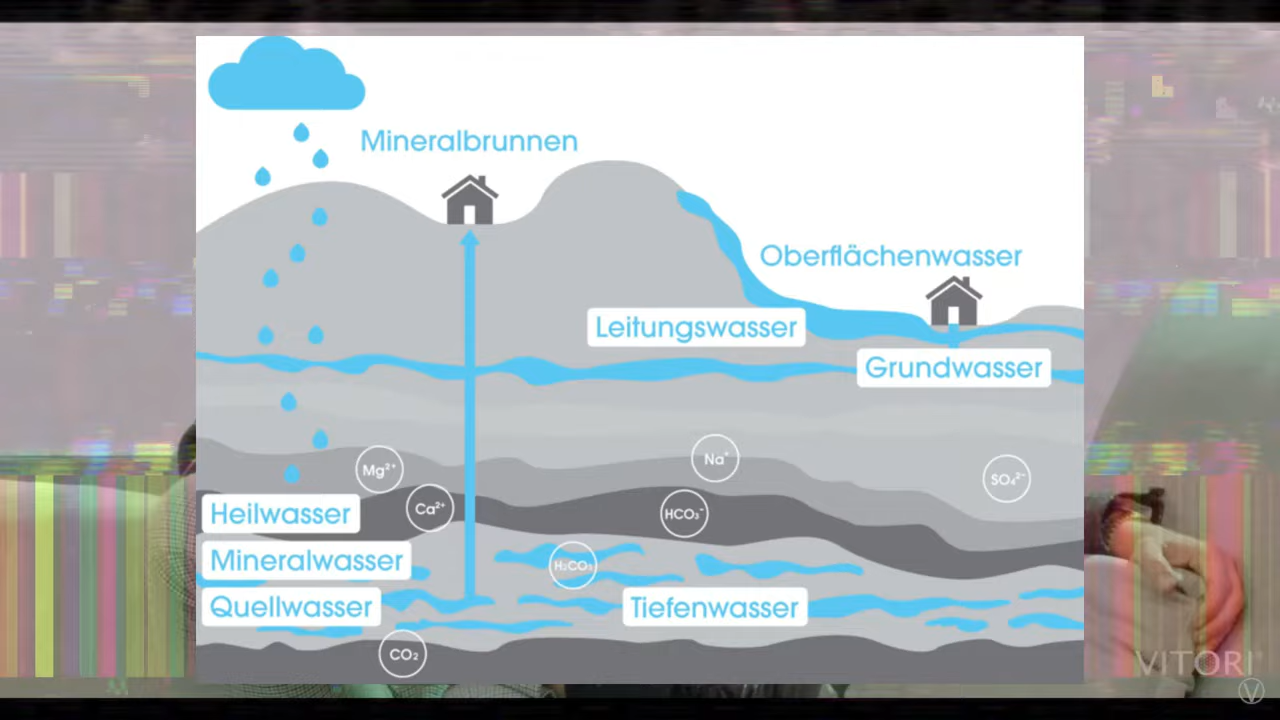 Mineralbrunnen
Oberflächenwasser
Leitungswasser
Grundwasser
Mg²⁺
Na⁺
SO₄²⁻
Ca²⁺
HCO₃⁻
Heilwasser
Mineralwasser
H₂CO₃
Quellwasser
Tiefenwasser
CO₂
VITORI®
V